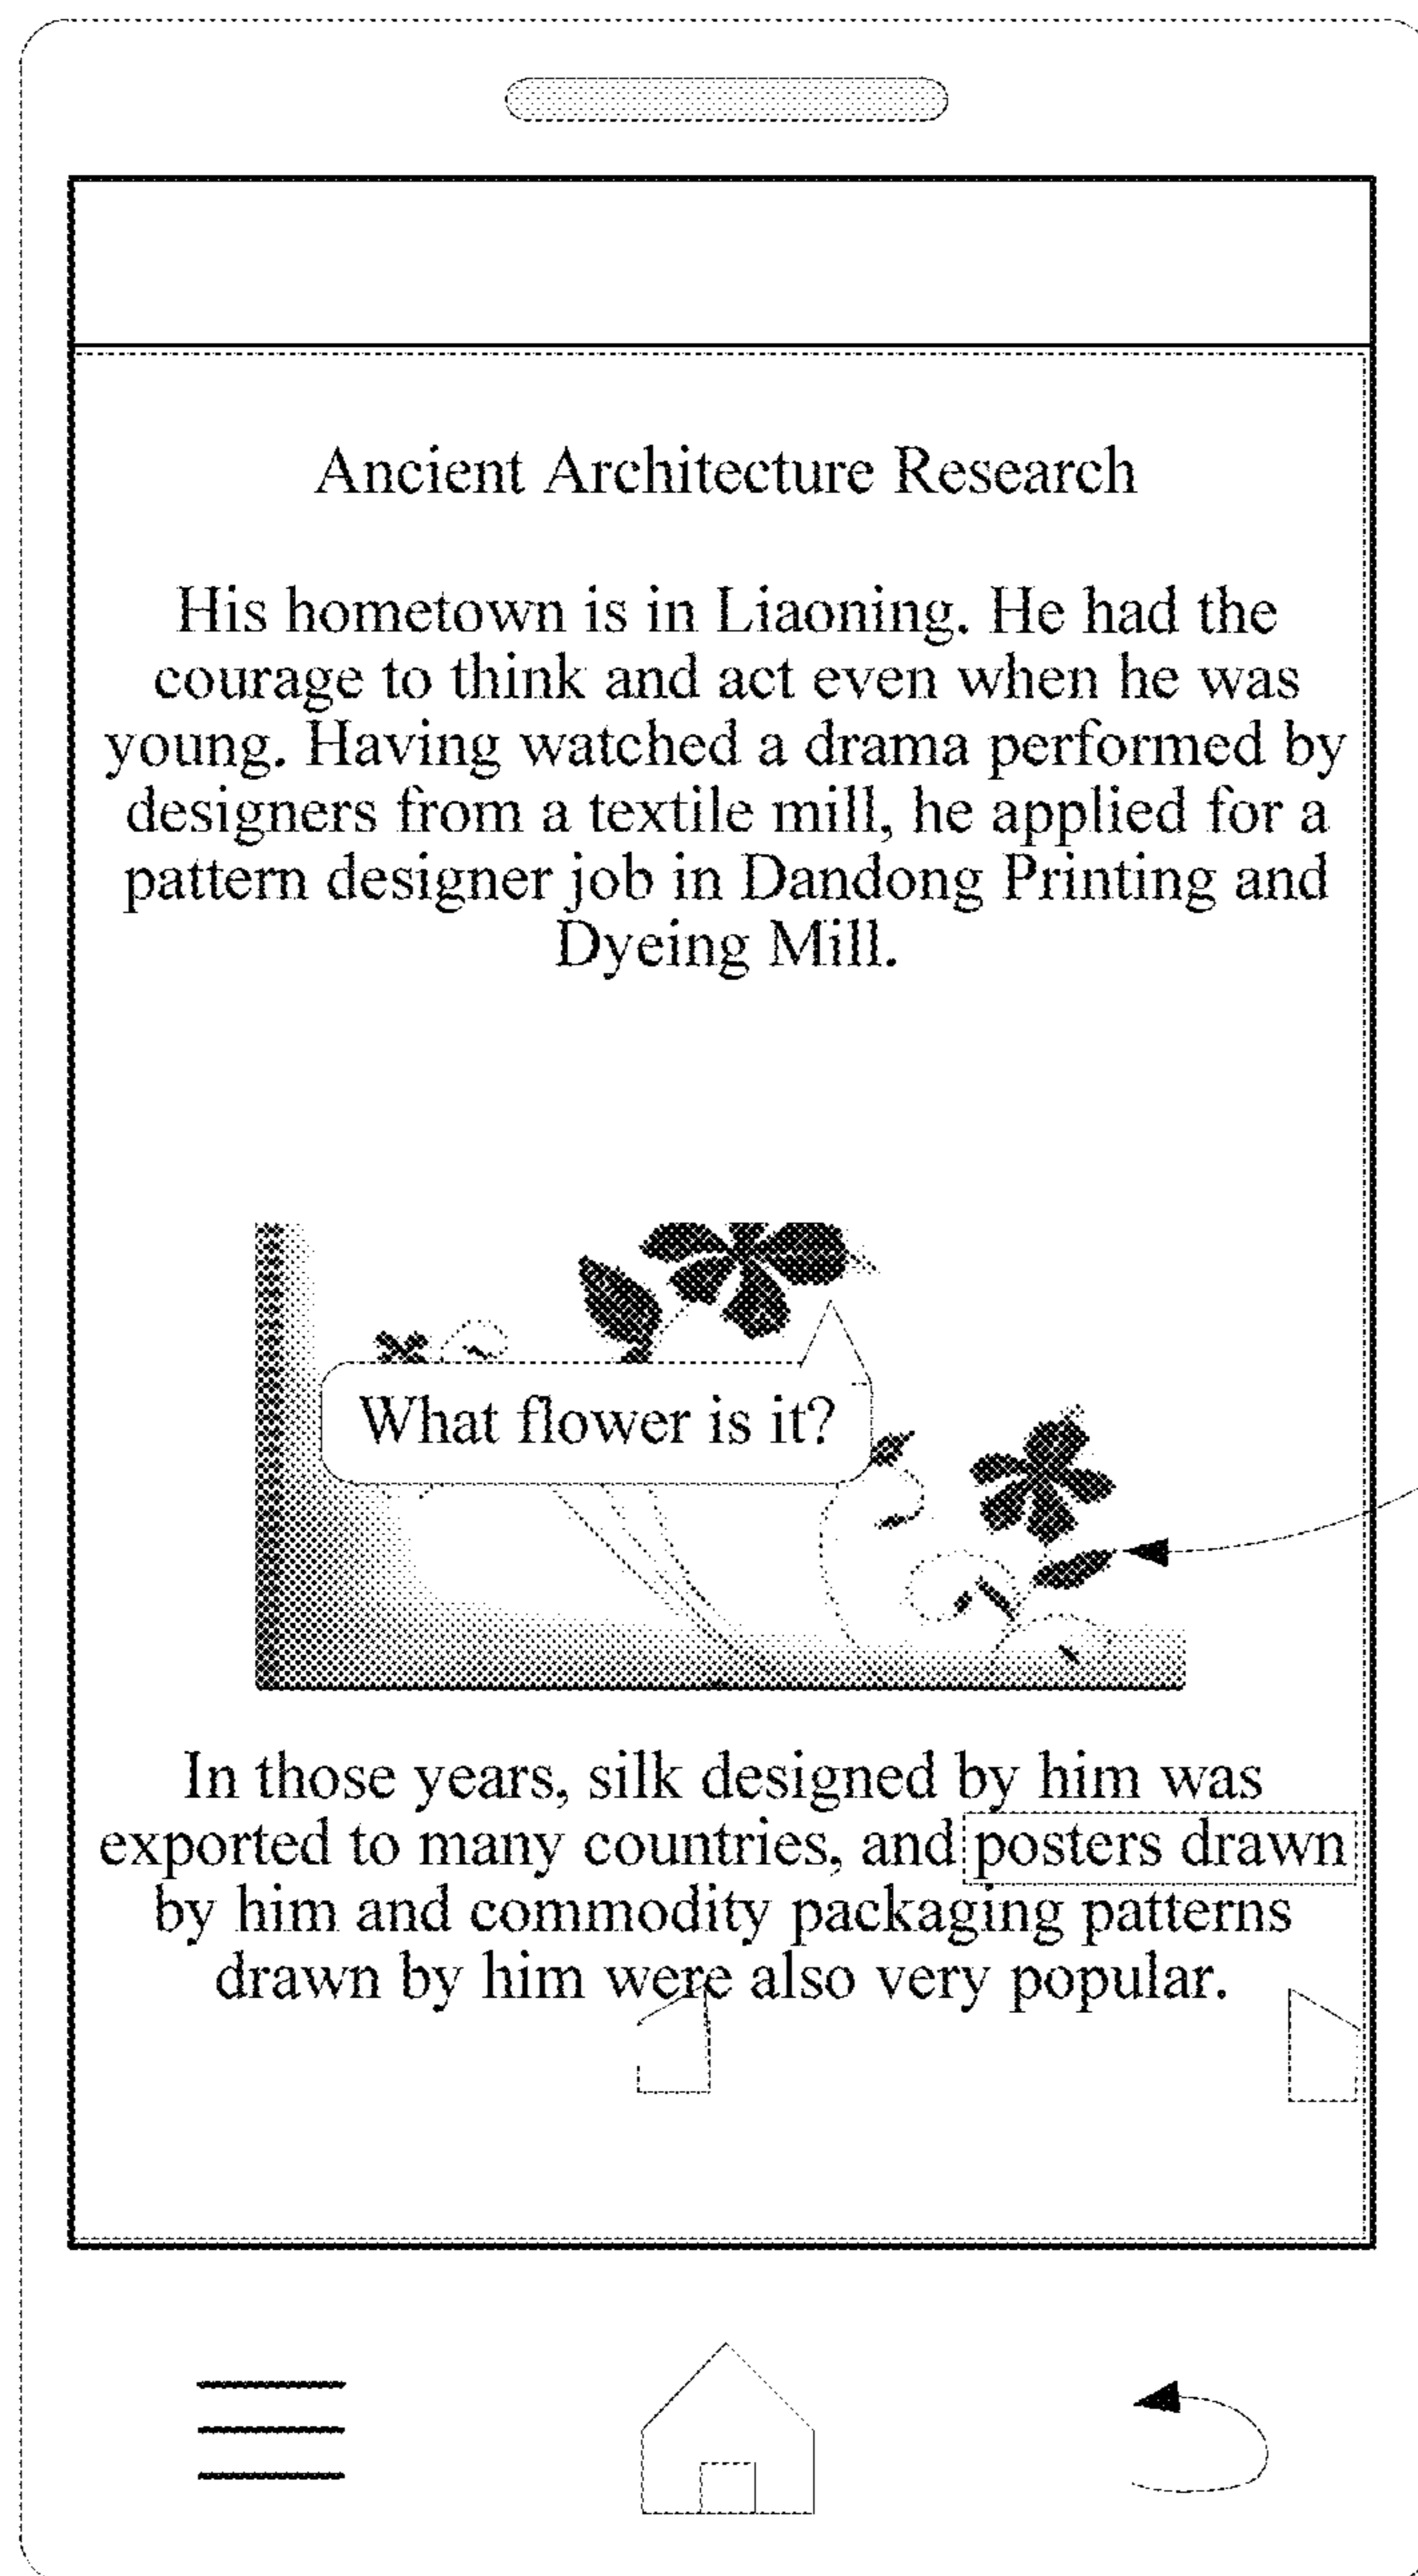 Ancient Architecture Research
His hometown is in Liaoning. He had the
courage to think and act even when he was
young. Having watched a drama performed by
designers from a textile mill, he applied for a
pattern designer job in Dandong Printing and
Dyeing Mill.
What flower is it?
In those years, silk designed by him was
exported to many countries, and posters drawn
by him and commodity packaging patterns
drawn by him were also very popular.